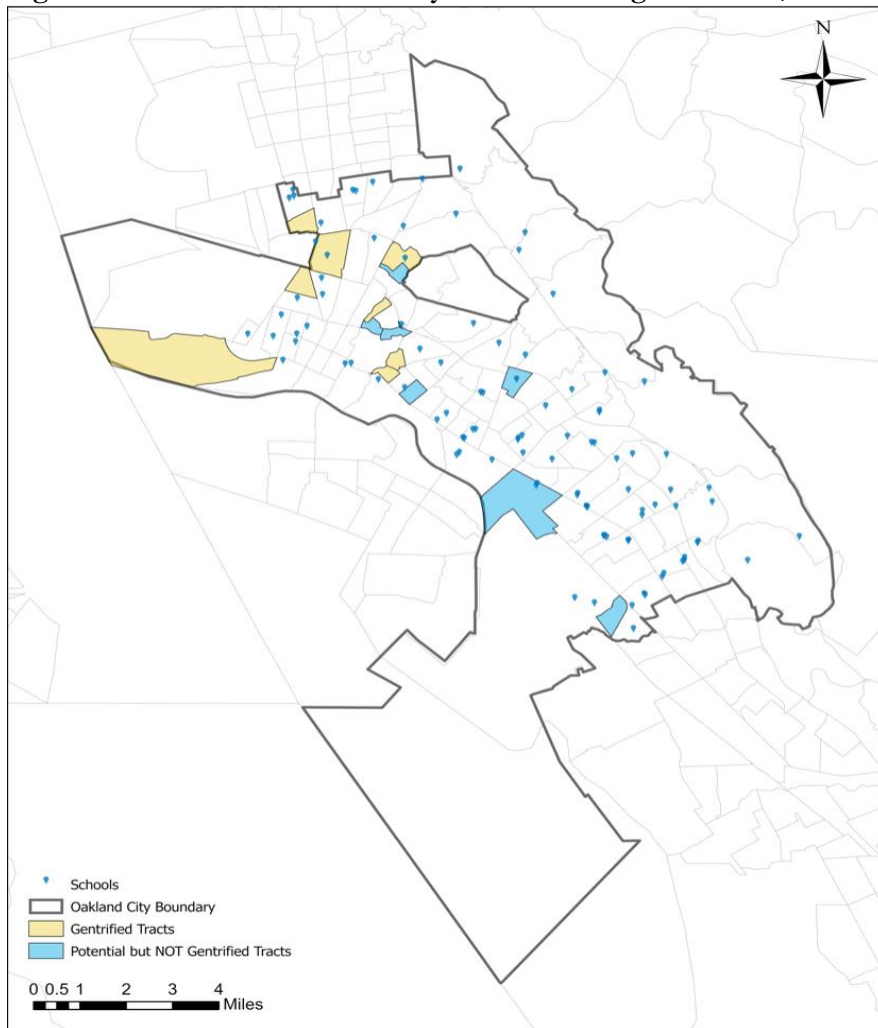 N
Schools
Oakland City Boundary
Gentrified Tracts
Potential but NOT Gentrified Tracts
0 0.5 1 2 3 4
Miles